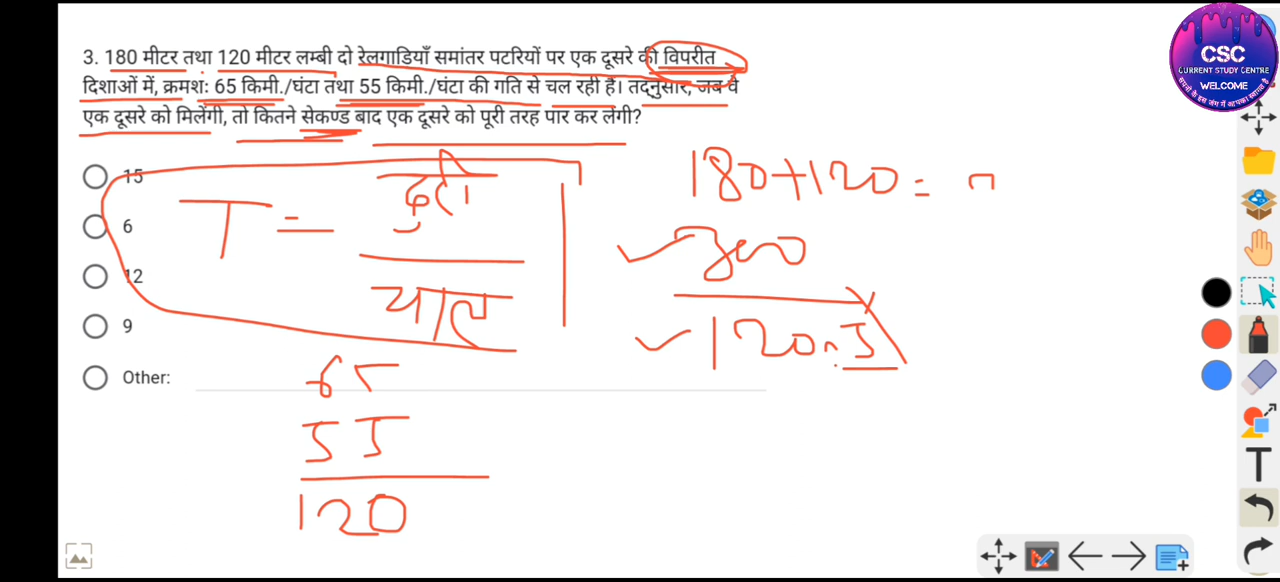 3. 180 मीटर तथा 120 मीटर लम्बी दो रेलगाडियाँ समांतर पटरियों पर एक दूसरे की विपरीत
दिशाओं में, क्रमशः 65 किमी./घंटा तथा 55 किमी./घंटा की गति से चल रही हैं। तद्नुसार, जब वे
एक दूसरे को मिलेंगी, तो कितने सेकण्ड बाद एक दूसरे को पूरी तरह पार कर लेंगी?
15
6
12
9
Other:
T =
चाल
65
55
120
180+120 =
300
120
CSC
CURRENT STUDY CENTRE
WELCOME
T